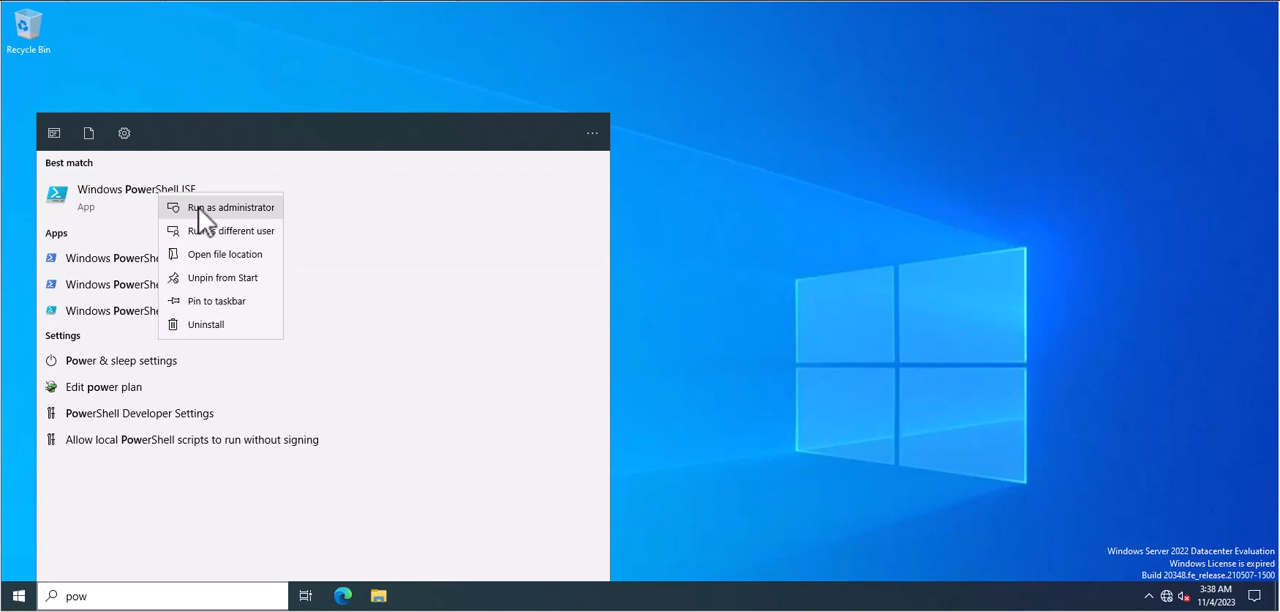 Recycle Bin
Best match
Windows PowerShell ISE
App
Run as administrator
Run as different user
Open file location
Unpin from Start
Pin to taskbar
Uninstall
Apps
Windows PowerShe
Windows PowerShe
Windows PowerShe
Settings
Power & sleep settings
Edit power plan
PowerShell Developer Settings
Allow local PowerShell scripts to run without signing
Windows Server 2022 Datacenter Evaluation
Windows License is expired
Build 20348.fe_release.210507-1500
pow
3:38 AM
11/4/2023